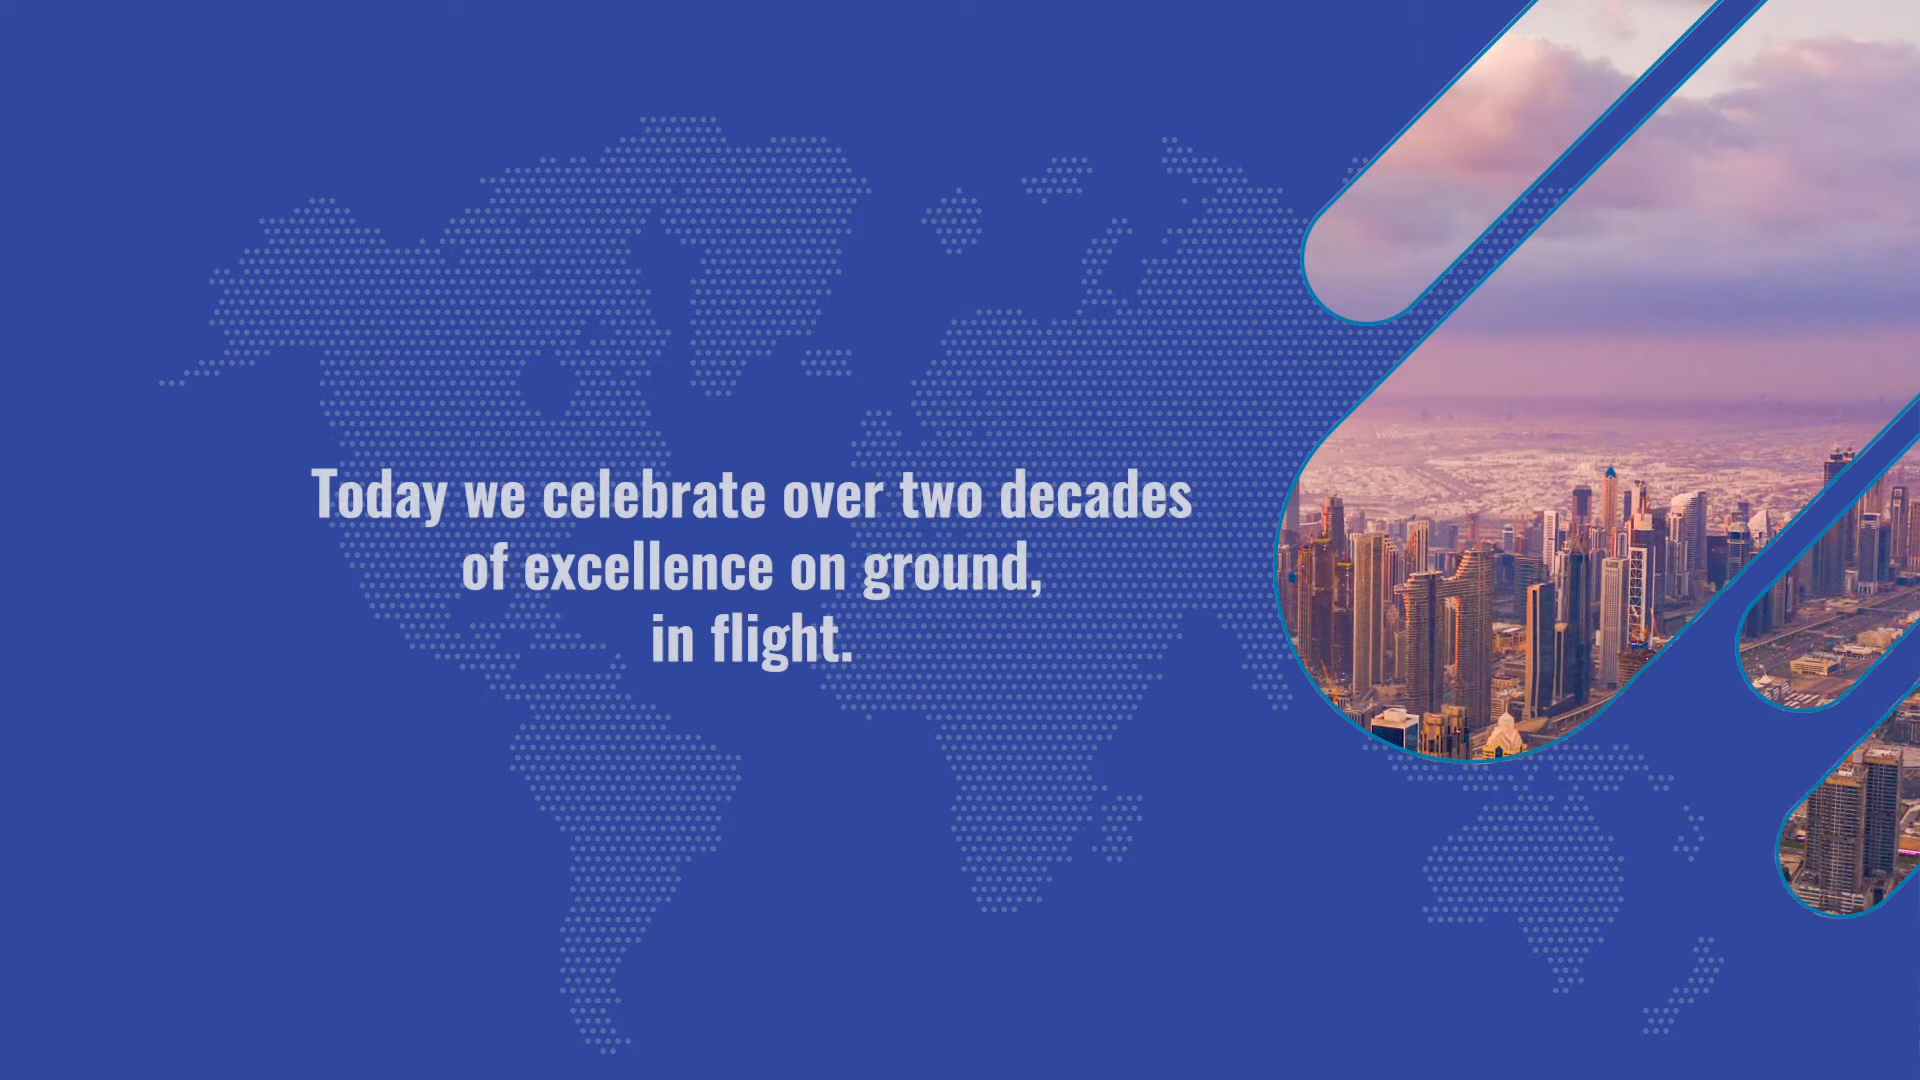 Today we celebrate over two decades
of excellence on ground,
in flight.